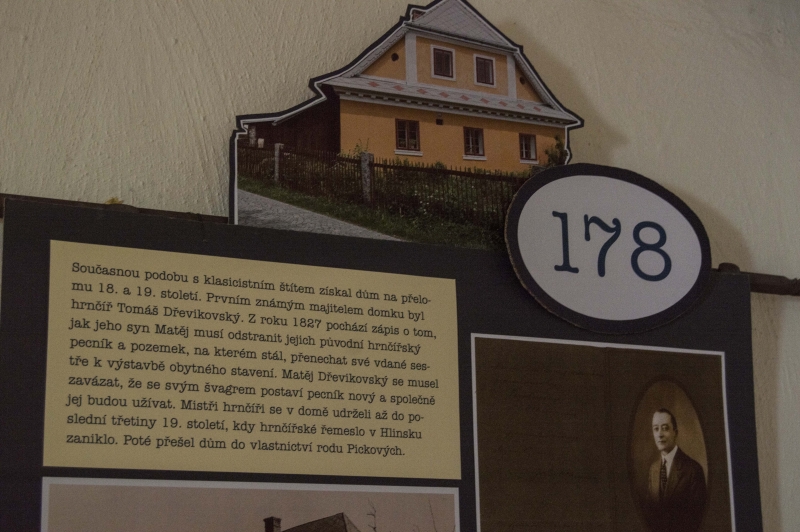 178
Současnou podobu s klasicistním štítem získal dům na přelo-
mu 18. a 19. století. Prvním známým majitelem domku byl
hrnčíř Tomáš Dřevikovský. Z roku 1827 pochází zápis o tom,
jak jeho syn Matěj musí odstranit jejich původní hrnčířský
pecník a pozemek, na kterém stál, přenechat své vdané ses-
tře k výstavbě obytného stavení. Matěj Dřevikovský se musel
zavázat, že se svým švagrem postaví pecník nový a společně
jej budou užívat. Mistři hrnčíři se v domě udrželi až do po-
slední třetiny 19. století, kdy hrnčířské řemeslo v Hlinsku
zaniklo. Poté přešel dům do vlastnictví rodu Pickových.